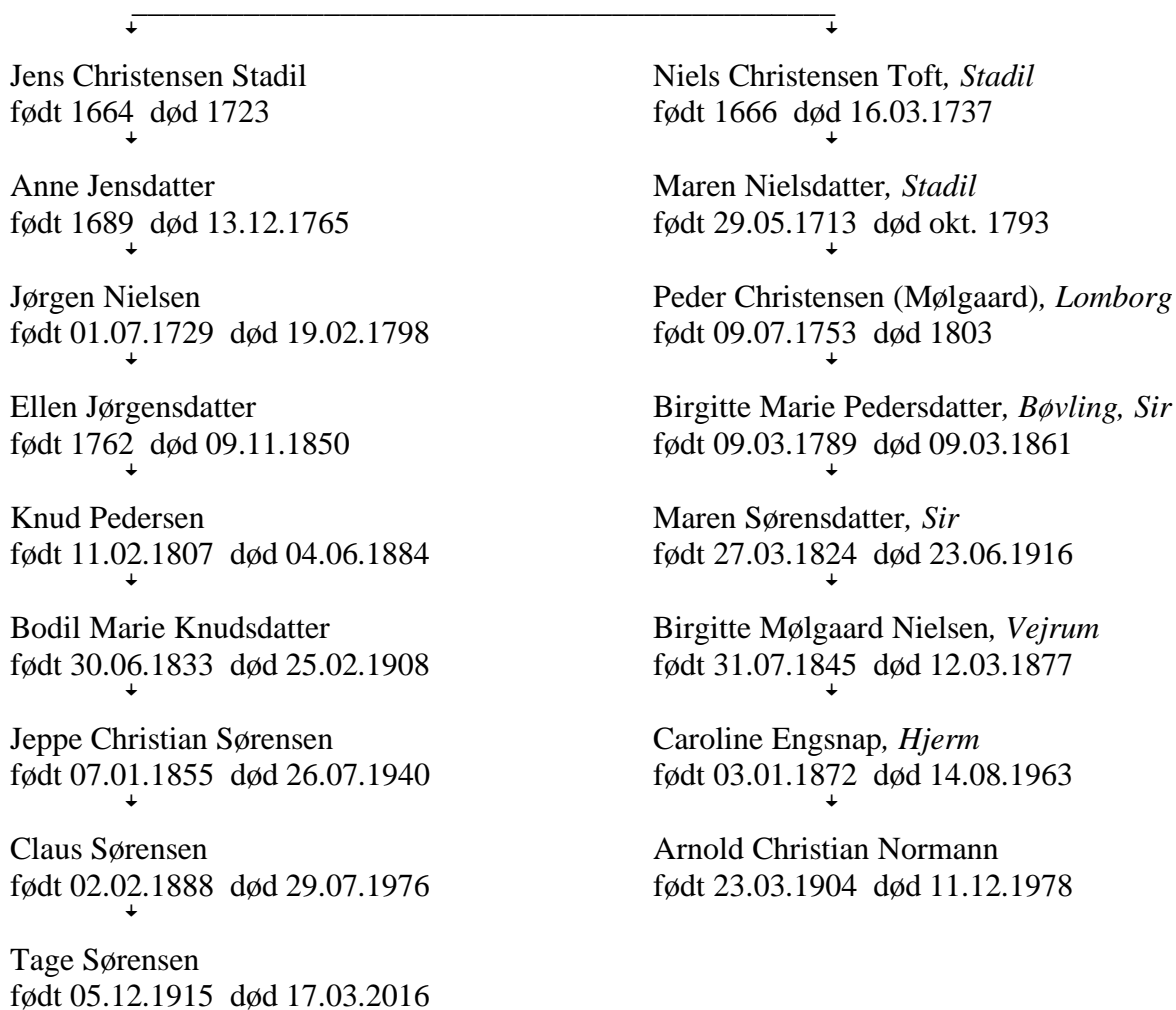 Jens Christensen Stadil
født 1664 død 1723
Anne Jensdatter
født 1689 død 13.12.1765
Jørgen Nielsen
født 01.07.1729 død 19.02.1798
Ellen Jørgensdatter
født 1762 død 09.11.1850
Knud Pedersen
født 11.02.1807 død 04.06.1884
Bodil Marie Knudsdatter
født 30.06.1833 død 25.02.1908
Jeppe Christian Sørensen
født 07.01.1855 død 26.07.1940
Claus Sørensen
født 02.02.1888 død 29.07.1976
Tage Sørensen
født 05.12.1915 død 17.03.2016
Niels Christensen Toft, Stadil
født 1666 død 16.03.1737
Maren Nielsdatter, Stadil
født 29.05.1713 død okt. 1793
Peder Christensen (Mølgaard), Lomborg
født 09.07.1753 død 1803
Birgitte Marie Pedersdatter, Bøvling, Sir
født 09.03.1789 død 09.03.1861
Maren Sørensdatter, Sir
født 27.03.1824 død 23.06.1916
Birgitte Mølgaard Nielsen, Vejrum
født 31.07.1845 død 12.03.1877
Caroline Engsnap, Hjerm
født 03.01.1872 død 14.08.1963
Arnold Christian Normann
født 23.03.1904 død 11.12.1978